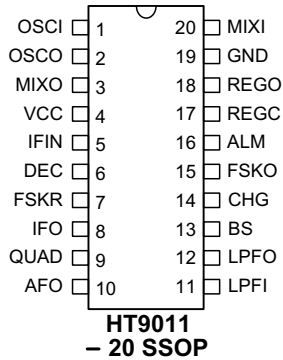 OSCI 1 20 MIXI
OSCO 2 19 GND
MIXO 3 18 REGO
VCC 4 17 REGC
IFIN 5 16 ALM
DEC 6 15 FSKO
FSKR 7 14 CHG
IFO 8 13 BS
QUAD 9 12 LPFO
AFO 10 11 LPFI
HT9011
– 20 SSOP